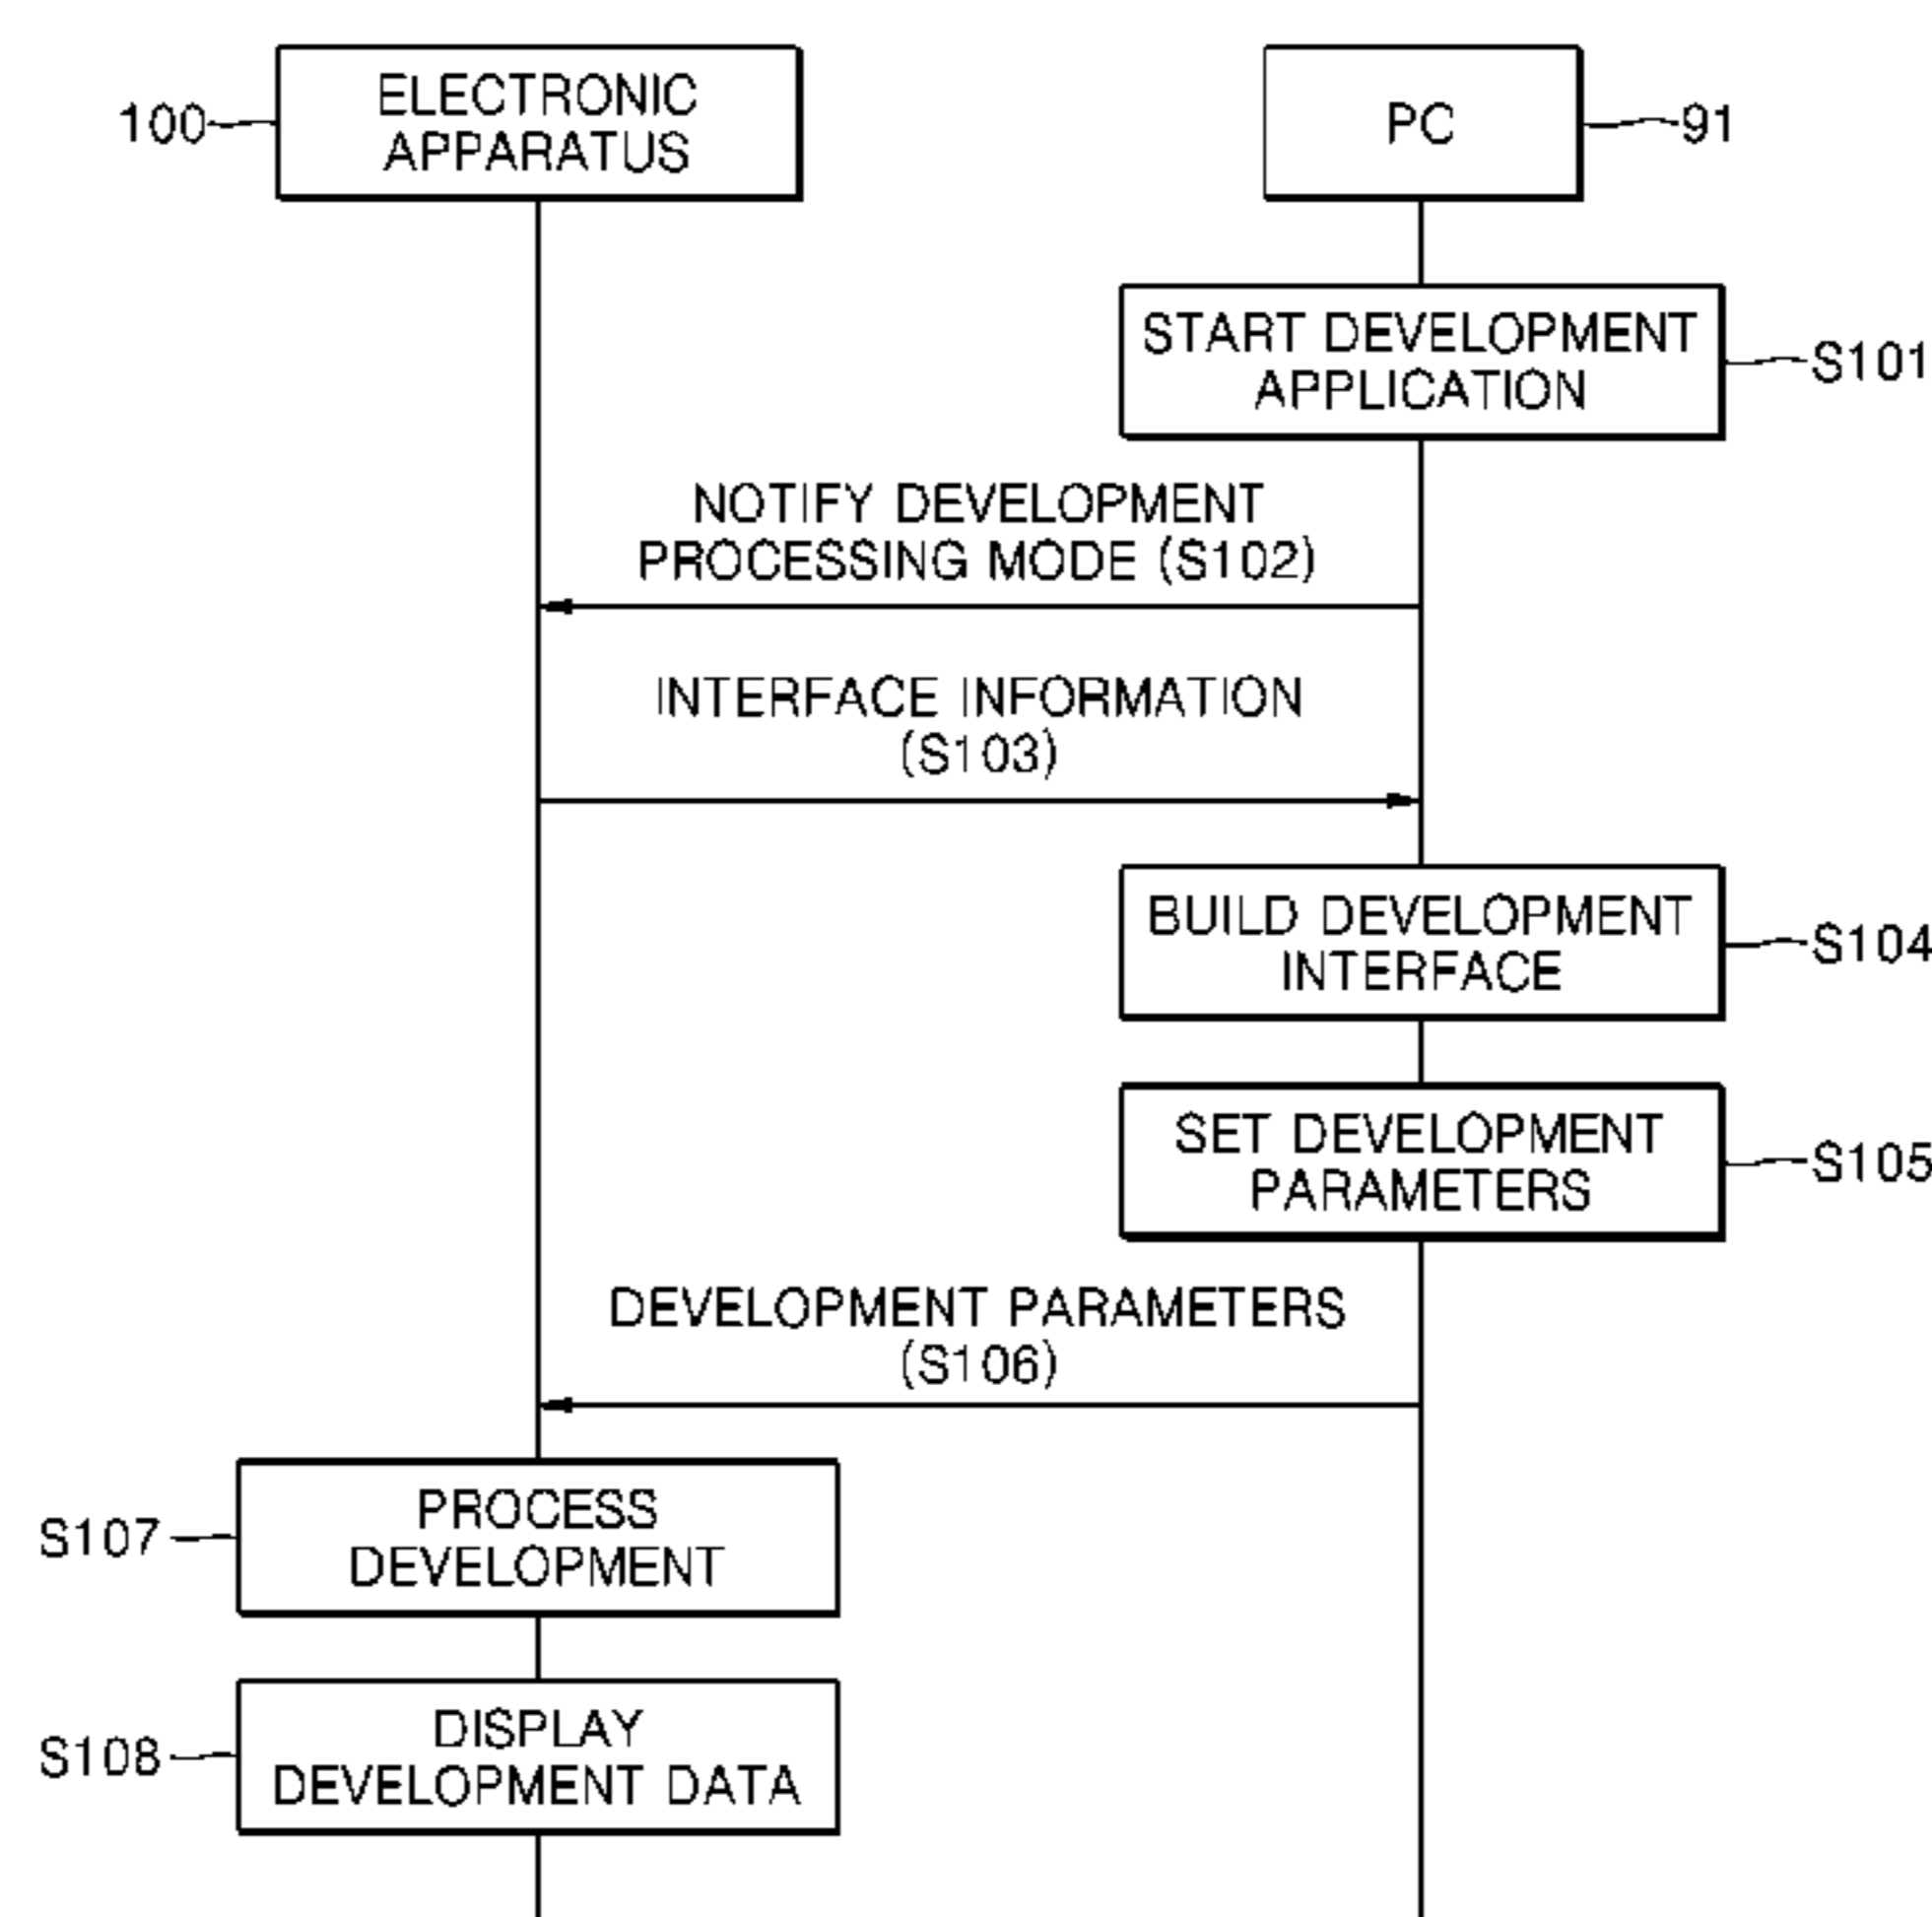 100
ELECTRONIC
APPARATUS
PC
91
START DEVELOPMENT
APPLICATION
S101
NOTIFY DEVELOPMENT
PROCESSING MODE (S102)
INTERFACE INFORMATION
(S103)
BUILD DEVELOPMENT
INTERFACE
S104
SET DEVELOPMENT
PARAMETERS
S105
DEVELOPMENT PARAMETERS
(S106)
S107
PROCESS
DEVELOPMENT
S108
DISPLAY
DEVELOPMENT DATA